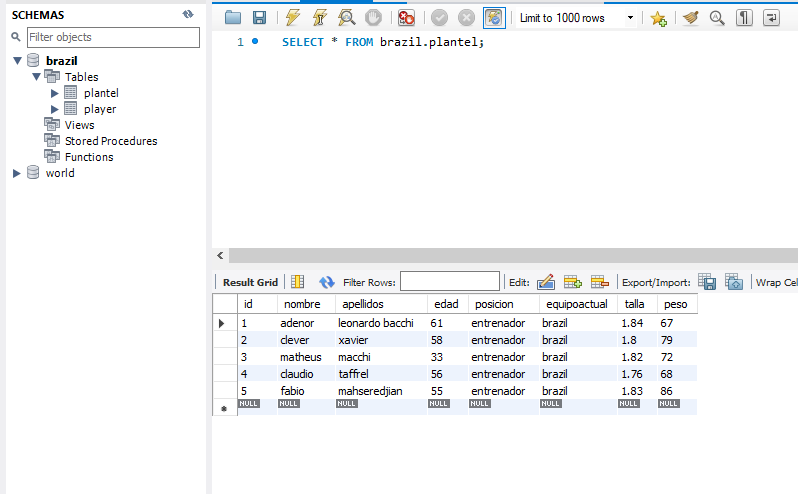 SCHEMAS
Filter objects
brazil
Tables
plantel
player
Views
Stored Procedures
Functions
world
Limit to 1000 rows
1 SELECT * FROM brazil.plantel;
Result Grid Filter Rows: Edit: Export/Import: Wrap Cel
id nombre apellidos edad posicion equipoactual talla peso
1 adenor leonardo bacchi 61 entrenador brazil 1.84 67
2 clever xavier 58 entrenador brazil 1.8 79
3 matheus macchi 33 entrenador brazil 1.82 72
4 claudio taffrel 56 entrenador brazil 1.76 68
5 fabio mahseredjian 55 entrenador brazil 1.83 86
NULL NULL NULL NULL NULL NULL NULL NULL